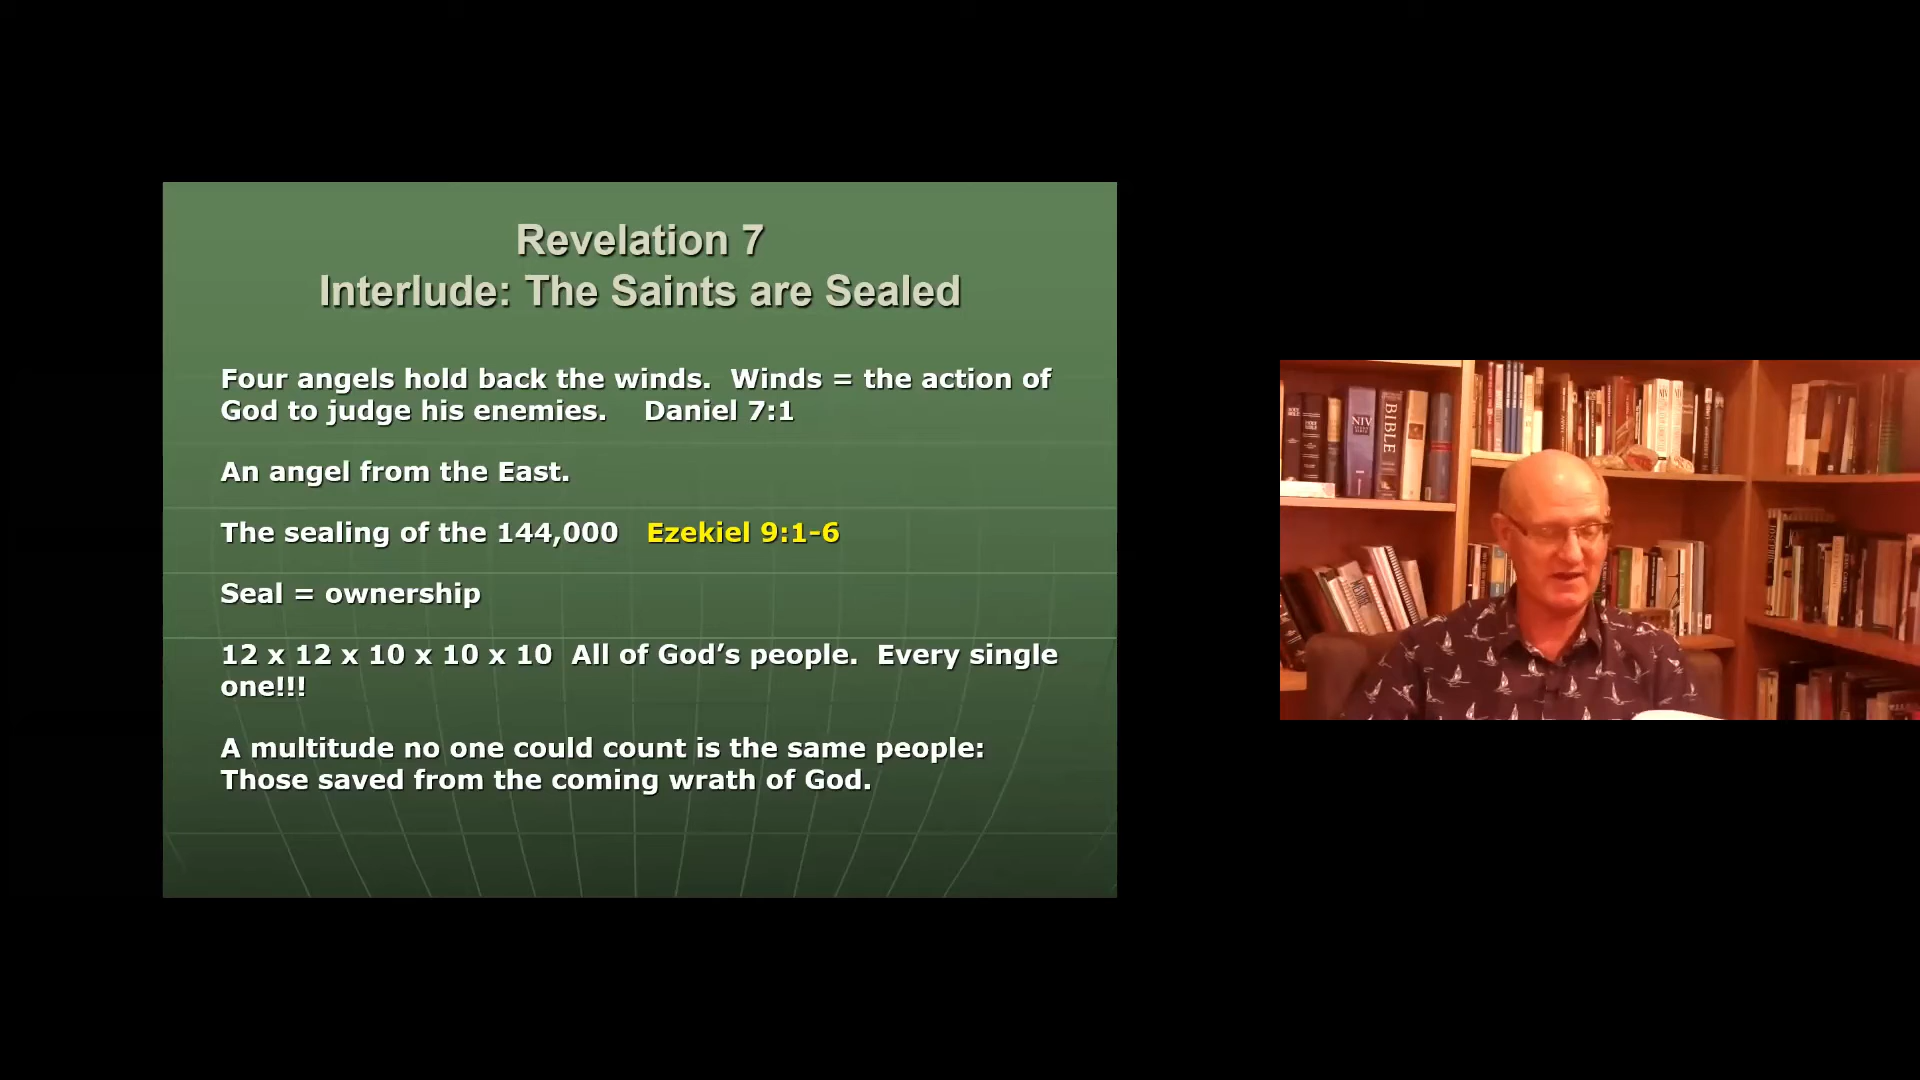 Revelation 7
Interlude: The Saints are Sealed
Four angels hold back the winds.  Winds = the action of
God to judge his enemies.    Daniel 7:1
An angel from the East.
The sealing of the 144,000   Ezekiel 9:1-6
Seal = ownership
12 x 12 x 10 x 10 x 10  All of God’s people.  Every single
one!!!
A multitude no one could count is the same people:
Those saved from the coming wrath of God.
NIV
BIBLE